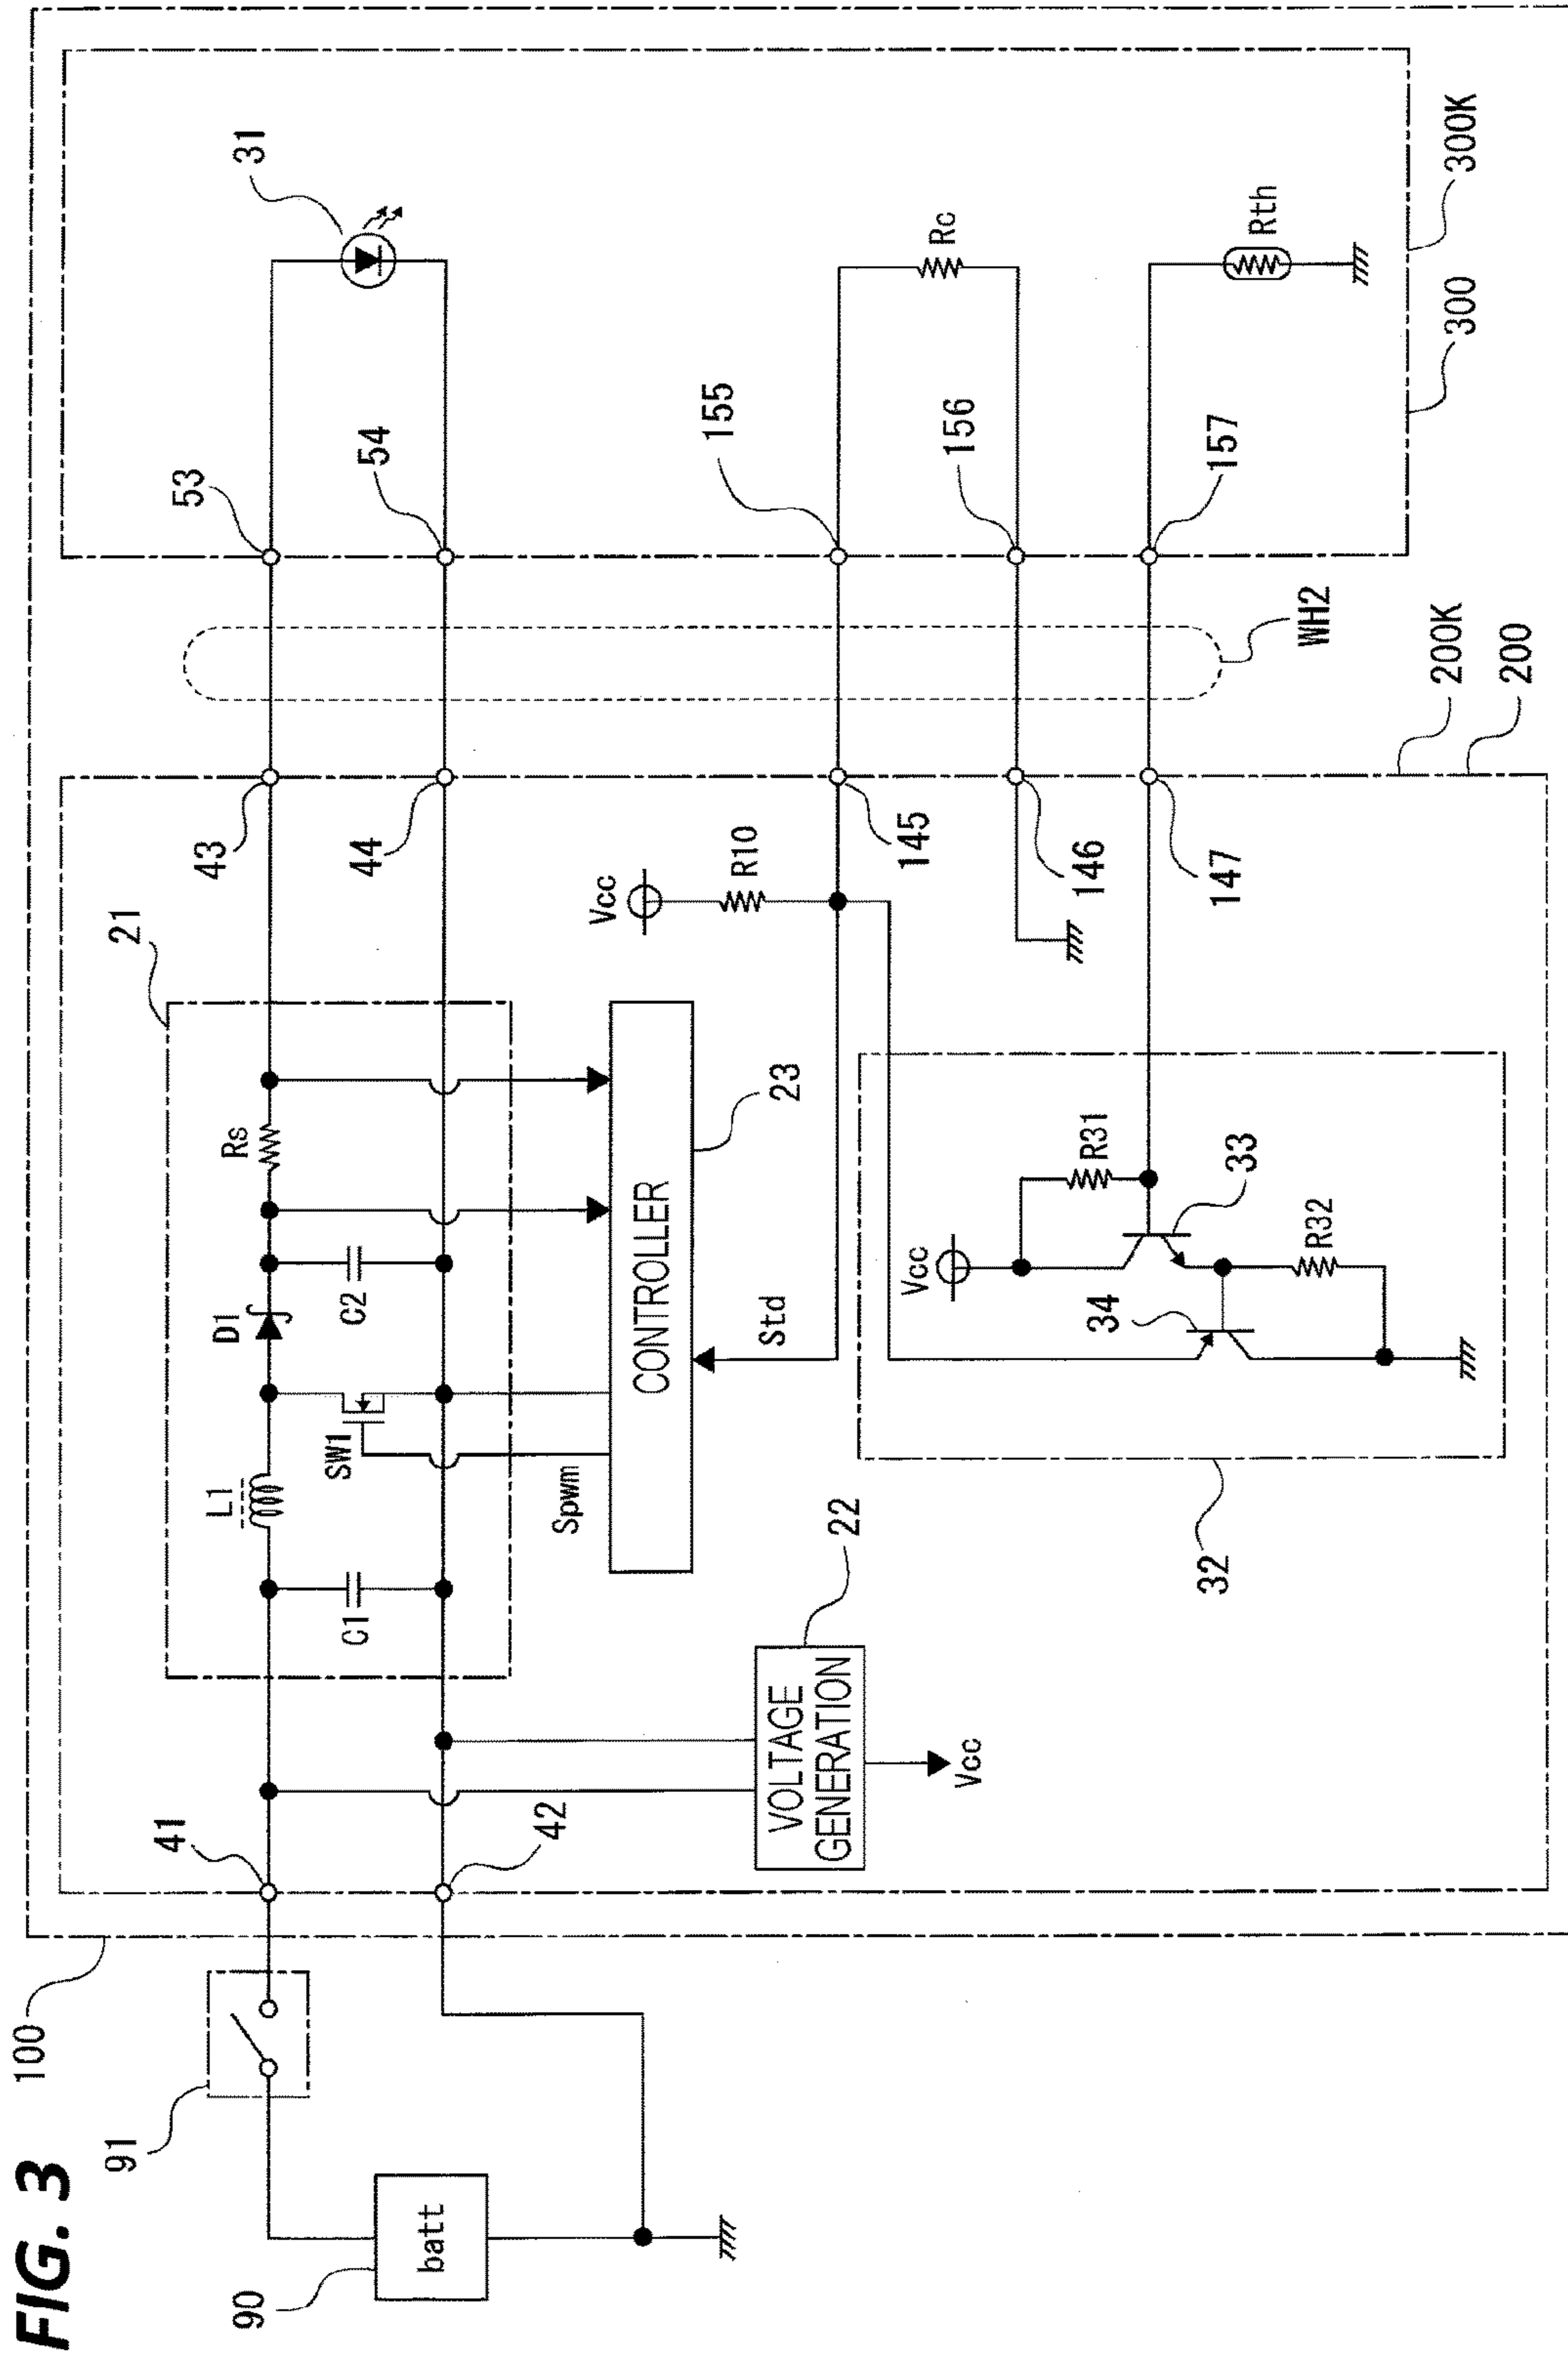 FIG. 3
100
90
batt
91
41
42
21
L1
C1
SW1
Spwm
D1
C2
Rs
43
44
53
54
31
VOLTAGE
GENERATION
22
Vcc
CONTROLLER
23
Std
Vcc
R10
145
146
147
155
156
157
Rc
Rth
32
Vcc
R31
33
34
R32
WH2
200K
200
300
300K